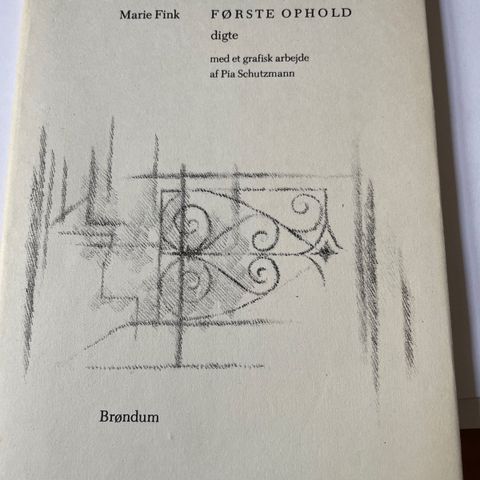 Marie Fink FØRSTE OPHOLD
digte
med et grafisk arbejde
af Pia Schutzmann
Brøndum